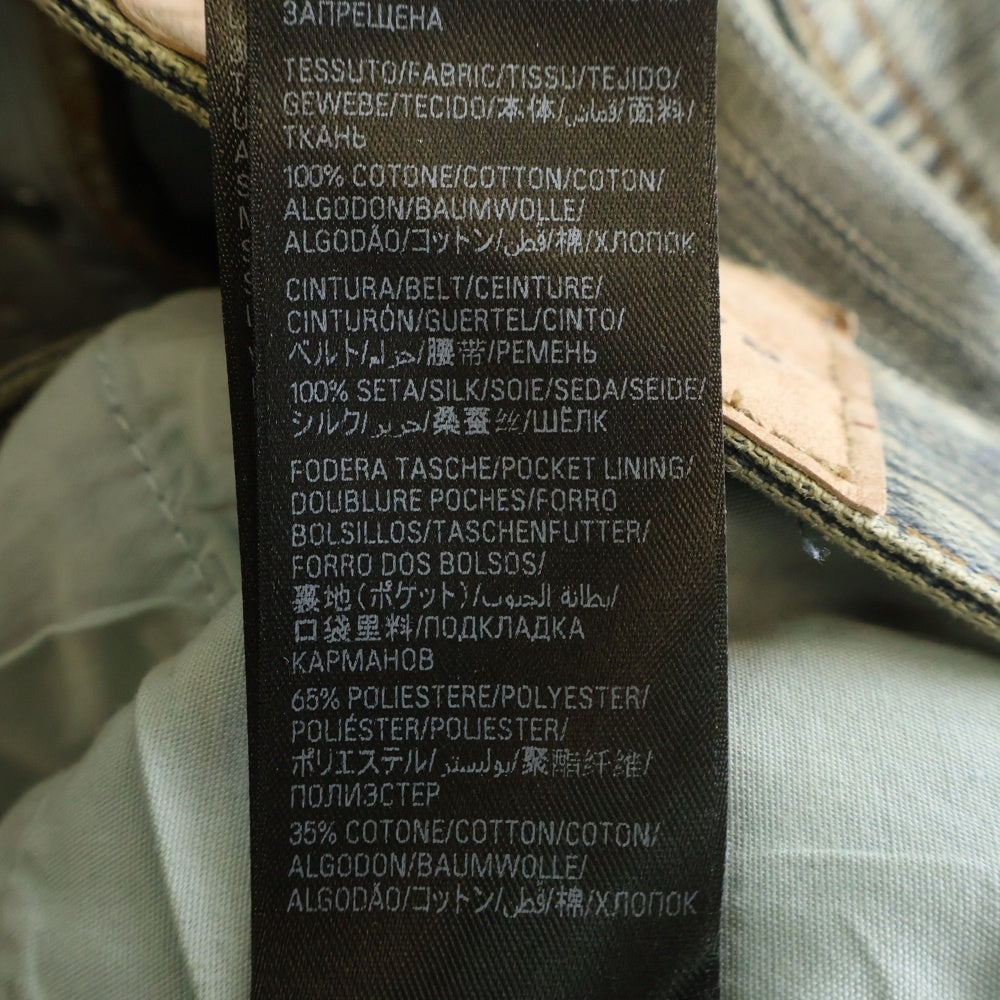 ЗАПРЕЩЕНА
TESSUTO/FABRIC/TISSU/TEJIDO/
GEWEBE/TECIDO/本体/قماش/面料/
ТКАНЬ
100% COTONE/COTTON/COTON/
ALGODON/BAUMWOLLE/
ALGODÃO/コットン/قطن/棉/ХЛОПОК
CINTURA/BELT/CEINTURE/
CINTURÓN/GUERTEL/CINTO/
ベルト/حزام/腰带/РЕМЕНЬ
100% SETA/SILK/SOIE/SEDA/SEIDE/
シルク/حرير/桑蚕丝/ШЁЛК
FODERA TASCHE/POCKET LINING/
DOUBLURE POCHES/FORRO
BOLSILLOS/TASCHENFUTTER/
FORRO DOS BOLSOS/
裏地(ポケット)/بطانة الجيوب/
口袋里料/ПОДКЛАДКА
КАРМАНОВ
65% POLIESTERE/POLYESTER/
POLIÉSTER/POLIESTER/
ポリエステル/بوليستر/聚酯纤维/
ПОЛИЭСТЕР
35% COTONE/COTTON/COTON/
ALGODON/BAUMWOLLE/
ALGODÃO/コットン/قطن/棉/ХЛОПОК